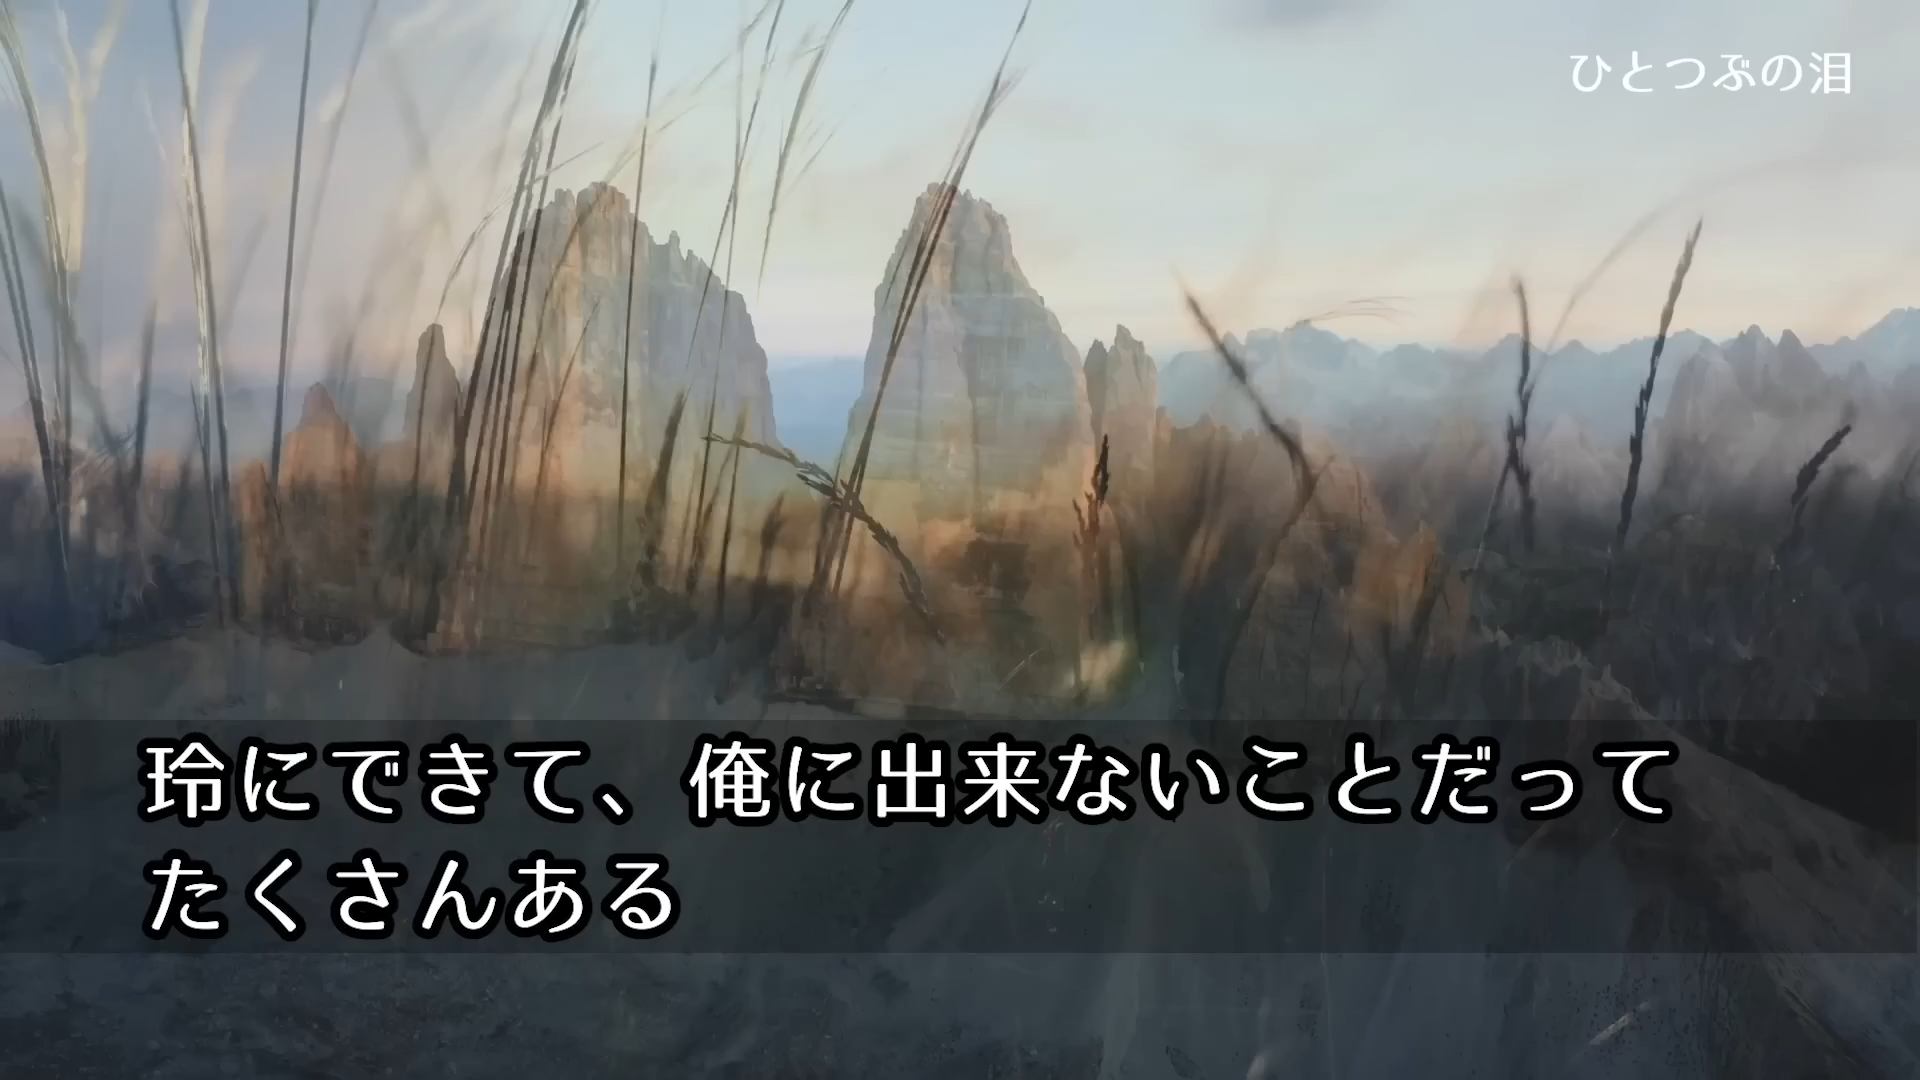 ひとつぶの泪
玲にできて、俺に出来ないことだって
たくさんある